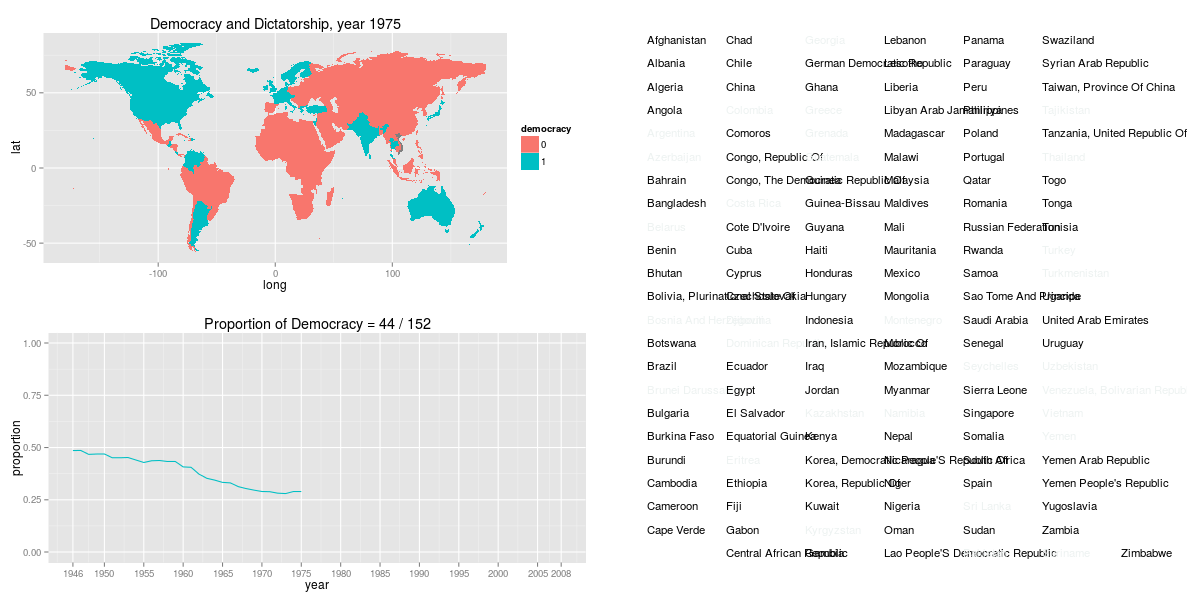 Democracy and Dictatorship, year 1975
lat
50
0
-50
-100
0
100
long
democracy
0
1
Proportion of Democracy = 44 / 152
proportion
1.00
0.75
0.50
0.25
0.00
1946 1950 1955 1960 1965 1970 1975 1980 1985 1990 1995 2000 2005 2008
year
Afghanistan Chad Georgia Lebanon Panama Swaziland
Albania Chile German Democratic Republic Lesotho Paraguay Syrian Arab Republic
Algeria China Ghana Liberia Peru Taiwan, Province Of China
Angola Colombia Greece Libyan Arab Jamahiriya Philippines Tajikistan
Argentina Comoros Grenada Madagascar Poland Tanzania, United Republic Of
Azerbaijan Congo, Republic Of Guatemala Malawi Portugal Thailand
Bahrain Congo, The Democratic Republic Of Guinea Malaysia Qatar Togo
Bangladesh Costa Rica Guinea-Bissau Maldives Romania Tonga
Belarus Cote D'Ivoire Guyana Mali Russian Federation Tunisia
Benin Cuba Haiti Mauritania Rwanda Turkey
Bhutan Cyprus Honduras Mexico Samoa Turkmenistan
Bolivia, Plurinational State Of Czechoslovakia Hungary Mongolia Sao Tome And Principe Uganda
Bosnia And Herzegovina Indonesia Montenegro Saudi Arabia United Arab Emirates
Botswana Dominican Iran, Islamic Republic Of Morocco Senegal Uruguay
Brazil Ecuador Iraq Mozambique Seychelles Uzbekistan
Brunei Egypt Jordan Myanmar Sierra Leone Venezuela, Bolivarian Repub
Bulgaria El Salvador Kazakhstan Namibia Singapore Vietnam
Burkina Faso Equatorial Guinea Kenya Nepal Somalia Yemen
Burundi Eritrea Korea, Democratic People'S Republic Of Nicaragua South Africa Yemen Arab Republic
Cambodia Ethiopia Korea, Republic Of Niger Spain Yemen People's Republic
Cameroon Fiji Kuwait Nigeria Sri Lanka Yugoslavia
Cape Verde Gabon Kyrgyzstan Oman Sudan Zambia
Central African Republic Gambia Lao People'S Democratic Republic Zimbabwe